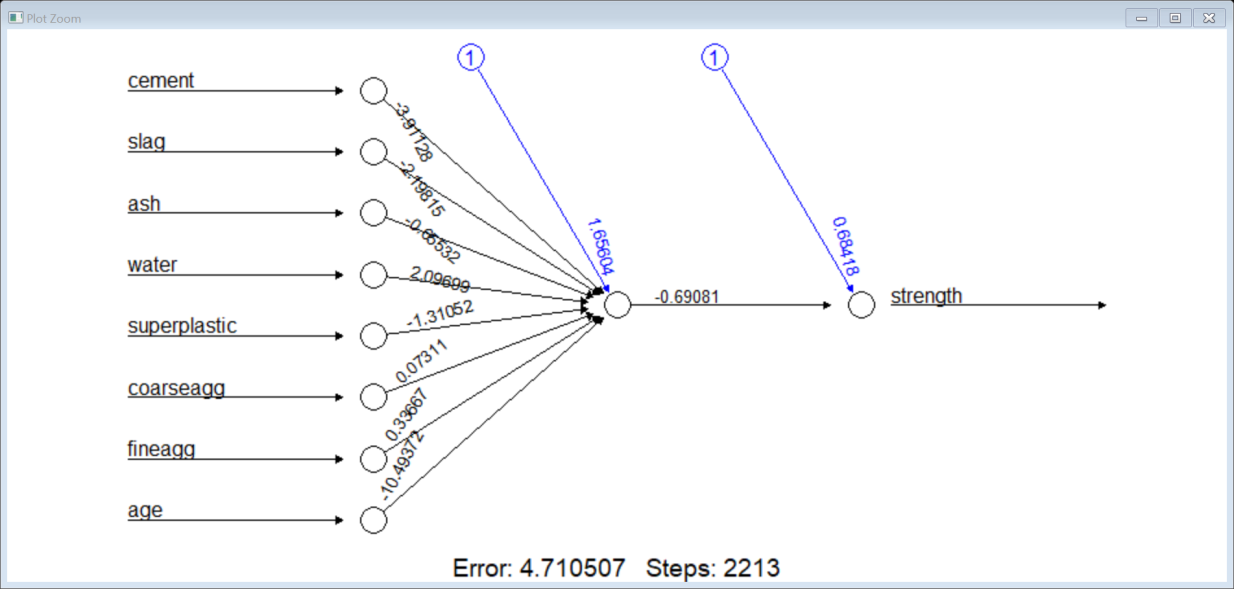 Plot Zoom
1
1
cement
-3.91128
slag
-2.19815
ash
-0.65532
water
2.09699
superplastic
-1.31052
coarseagg
0.07311
fineagg
0.33667
age
-10.49372
1.65604
0.68418
-0.69081
strength
Error: 4.710507 Steps: 2213